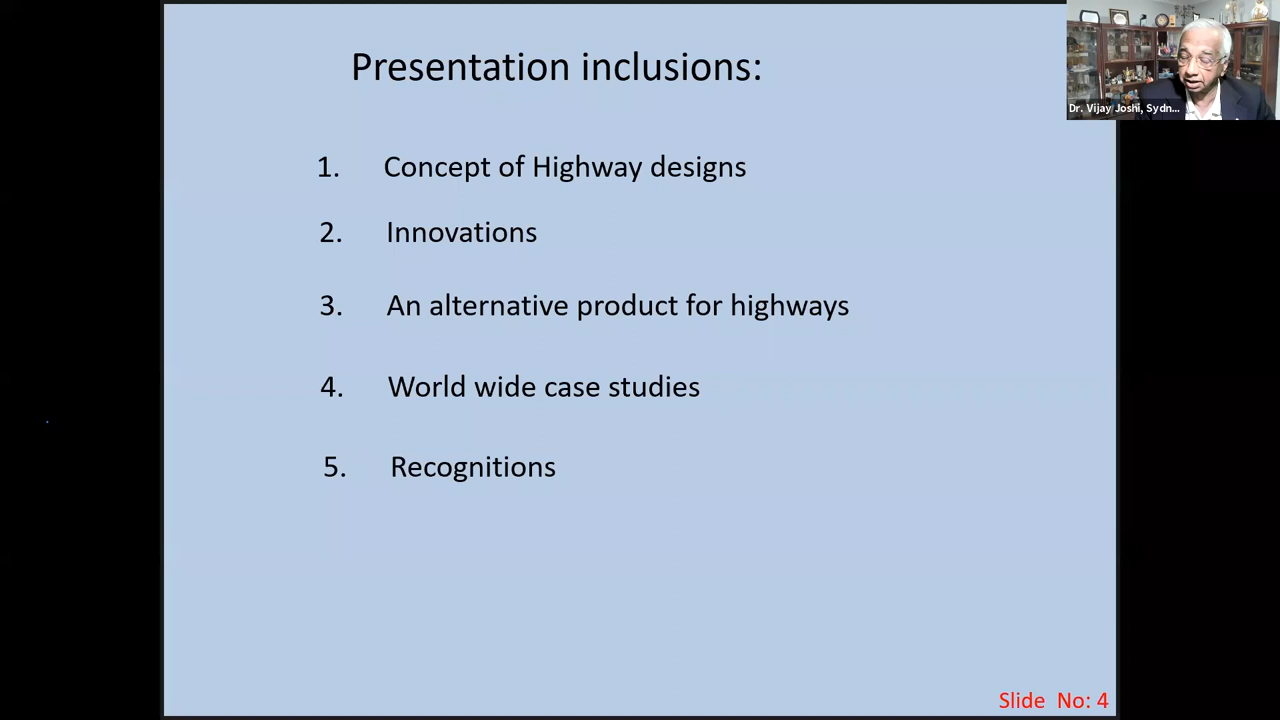 Presentation inclusions:
Dr. Vijay Joshi, Sydn...
1. Concept of Highway designs
2. Innovations
3. An alternative product for highways
4. World wide case studies
5. Recognitions
Slide No: 4